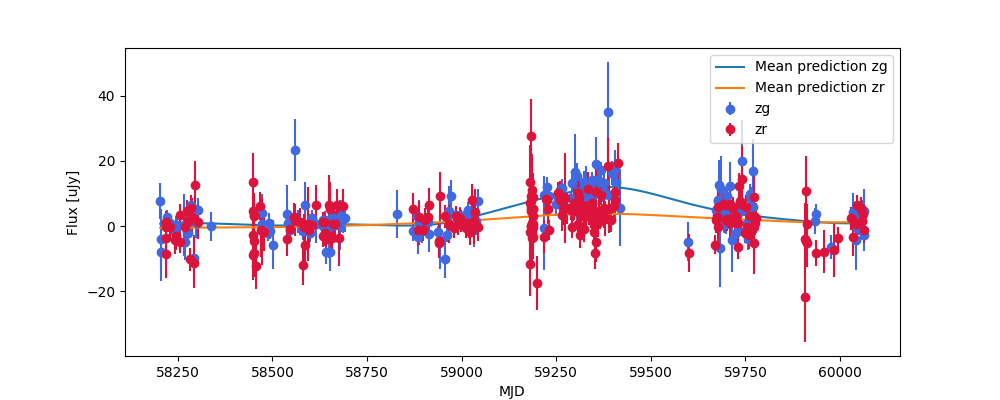 Mean prediction zg
Mean prediction zr
zg
zr
Flux [uJy]
40
20
0
−20
58250 58500 58750 59000 59250 59500 59750 60000
MJD